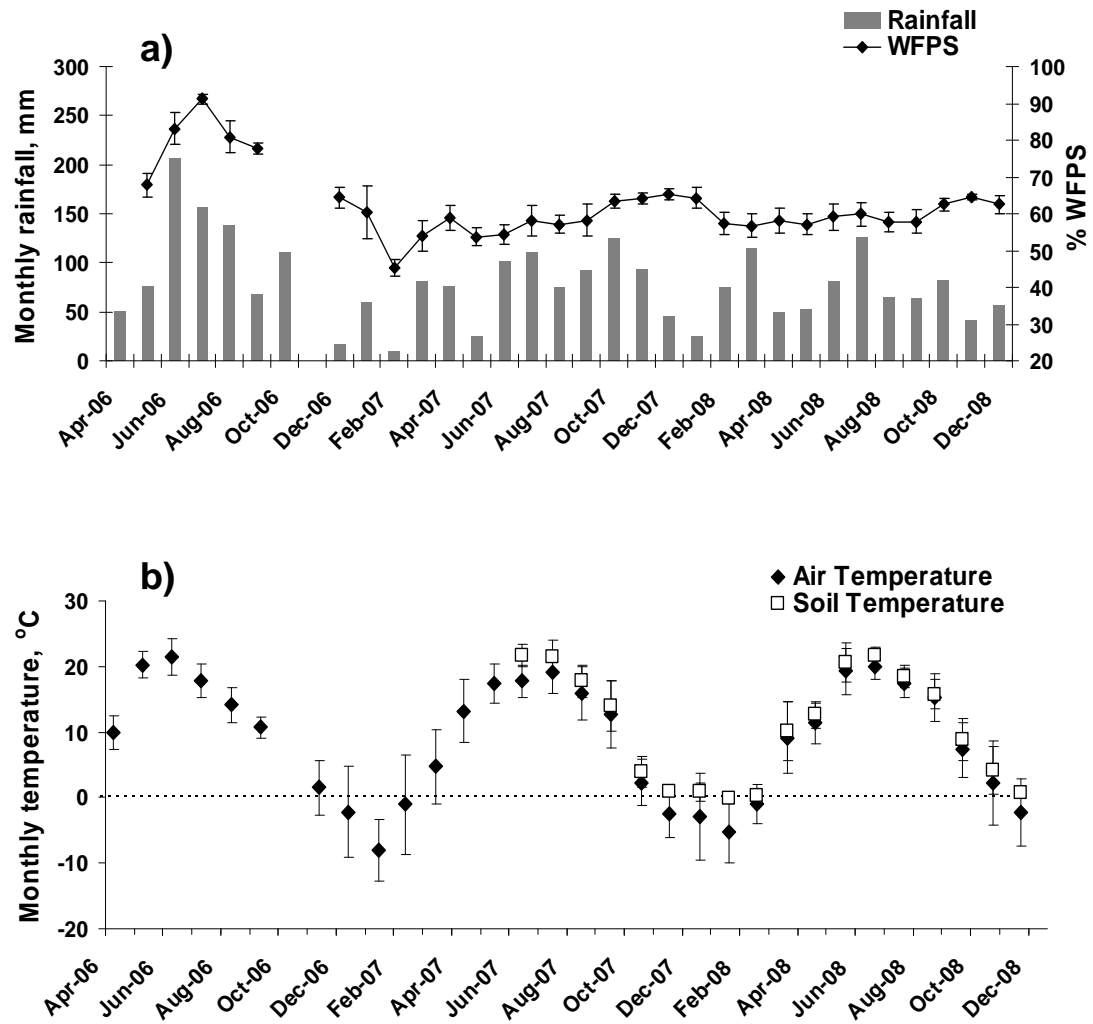 a)
Rainfall
WFPS
Monthly rainfall, mm
300
250
200
150
100
50
0
% WFPS
100
90
80
70
60
50
40
30
20
Apr-06
Jun-06
Aug-06
Oct-06
Dec-06
Feb-07
Apr-07
Jun-07
Aug-07
Oct-07
Dec-07
Feb-08
Apr-08
Jun-08
Aug-08
Oct-08
Dec-08
b)
Air Temperature
Soil Temperature
Monthly temperature, °C
30
20
10
0
-10
-20
Apr-06
Jun-06
Aug-06
Oct-06
Dec-06
Feb-07
Apr-07
Jun-07
Aug-07
Oct-07
Dec-07
Feb-08
Apr-08
Jun-08
Aug-08
Oct-08
Dec-08